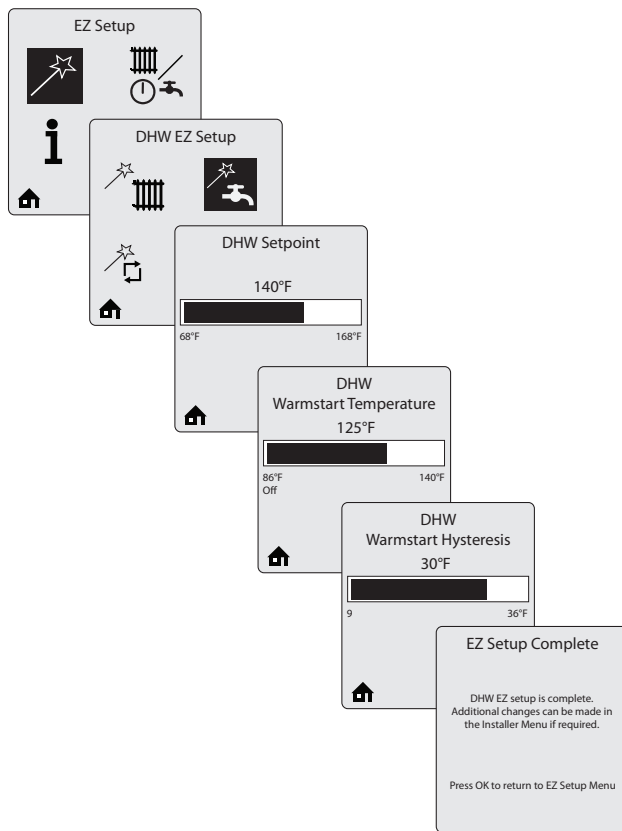 EZ Setup
DHW EZ Setup
DHW Setpoint
140°F
68°F 168°F
DHW
Warmstart Temperature
125°F
86°F 140°F
Off
DHW
Warmstart Hysteresis
30°F
9 36°F
EZ Setup Complete
DHW EZ setup is complete.
Additional changes can be made in
the Installer Menu if required.
Press OK to return to EZ Setup Menu